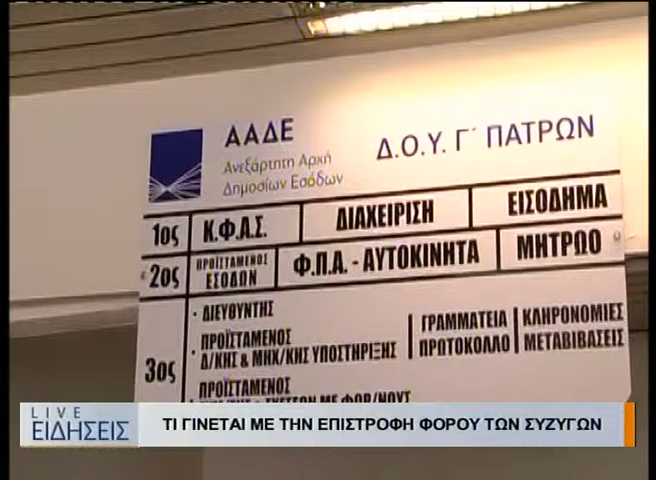 ΑΑΔΕ
Ανεξάρτητη Αρχή
Δημοσίων Εσόδων
Δ.Ο.Υ. Γ΄ ΠΑΤΡΩΝ
1ος Κ.Φ.Α.Σ. ΔΙΑΧΕΙΡΙΣΗ ΕΙΣΟΔΗΜΑ
2ος ΠΡΟΪΣΤΑΜΕΝΟΣ ΕΣΟΔΩΝ Φ.Π.Α. - ΑΥΤΟΚΙΝΗΤΑ ΜΗΤΡΩΟ
3ος
· ΔΙΕΥΘΥΝΤΗΣ
· ΠΡΟΪΣΤΑΜΕΝΟΣ
Δ/ΚΗΣ & ΜΗΧ/ΚΗΣ ΥΠΟΣΤΗΡΙΞΗΣ
ΠΡΟΪΣΤΑΜΕΝΟΣ
ΓΡΑΜΜΑΤΕΙΑ
ΠΡΩΤΟΚΟΛΛΟ
ΚΛΗΡΟΝΟΜΙΕΣ
ΜΕΤΑΒΙΒΑΣΕΙΣ
LIVE
ΕΙΔΗΣΕΙΣ
ΤΙ ΓΙΝΕΤΑΙ ΜΕ ΤΗΝ ΕΠΙΣΤΡΟΦΗ ΦΟΡΟΥ ΤΩΝ ΣΥΖΥΓΩΝ